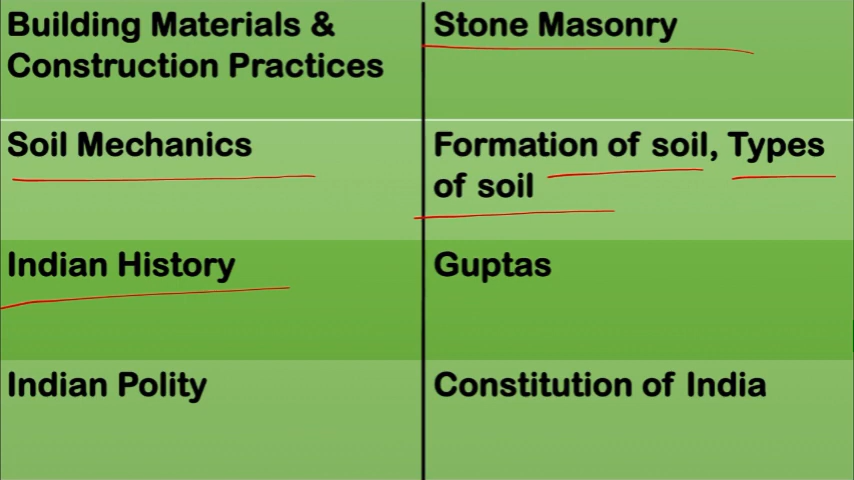 Building Materials &
Construction Practices
Stone Masonry
Soil Mechanics
Formation of soil, Types
of soil
Indian History
Guptas
Indian Polity
Constitution of India